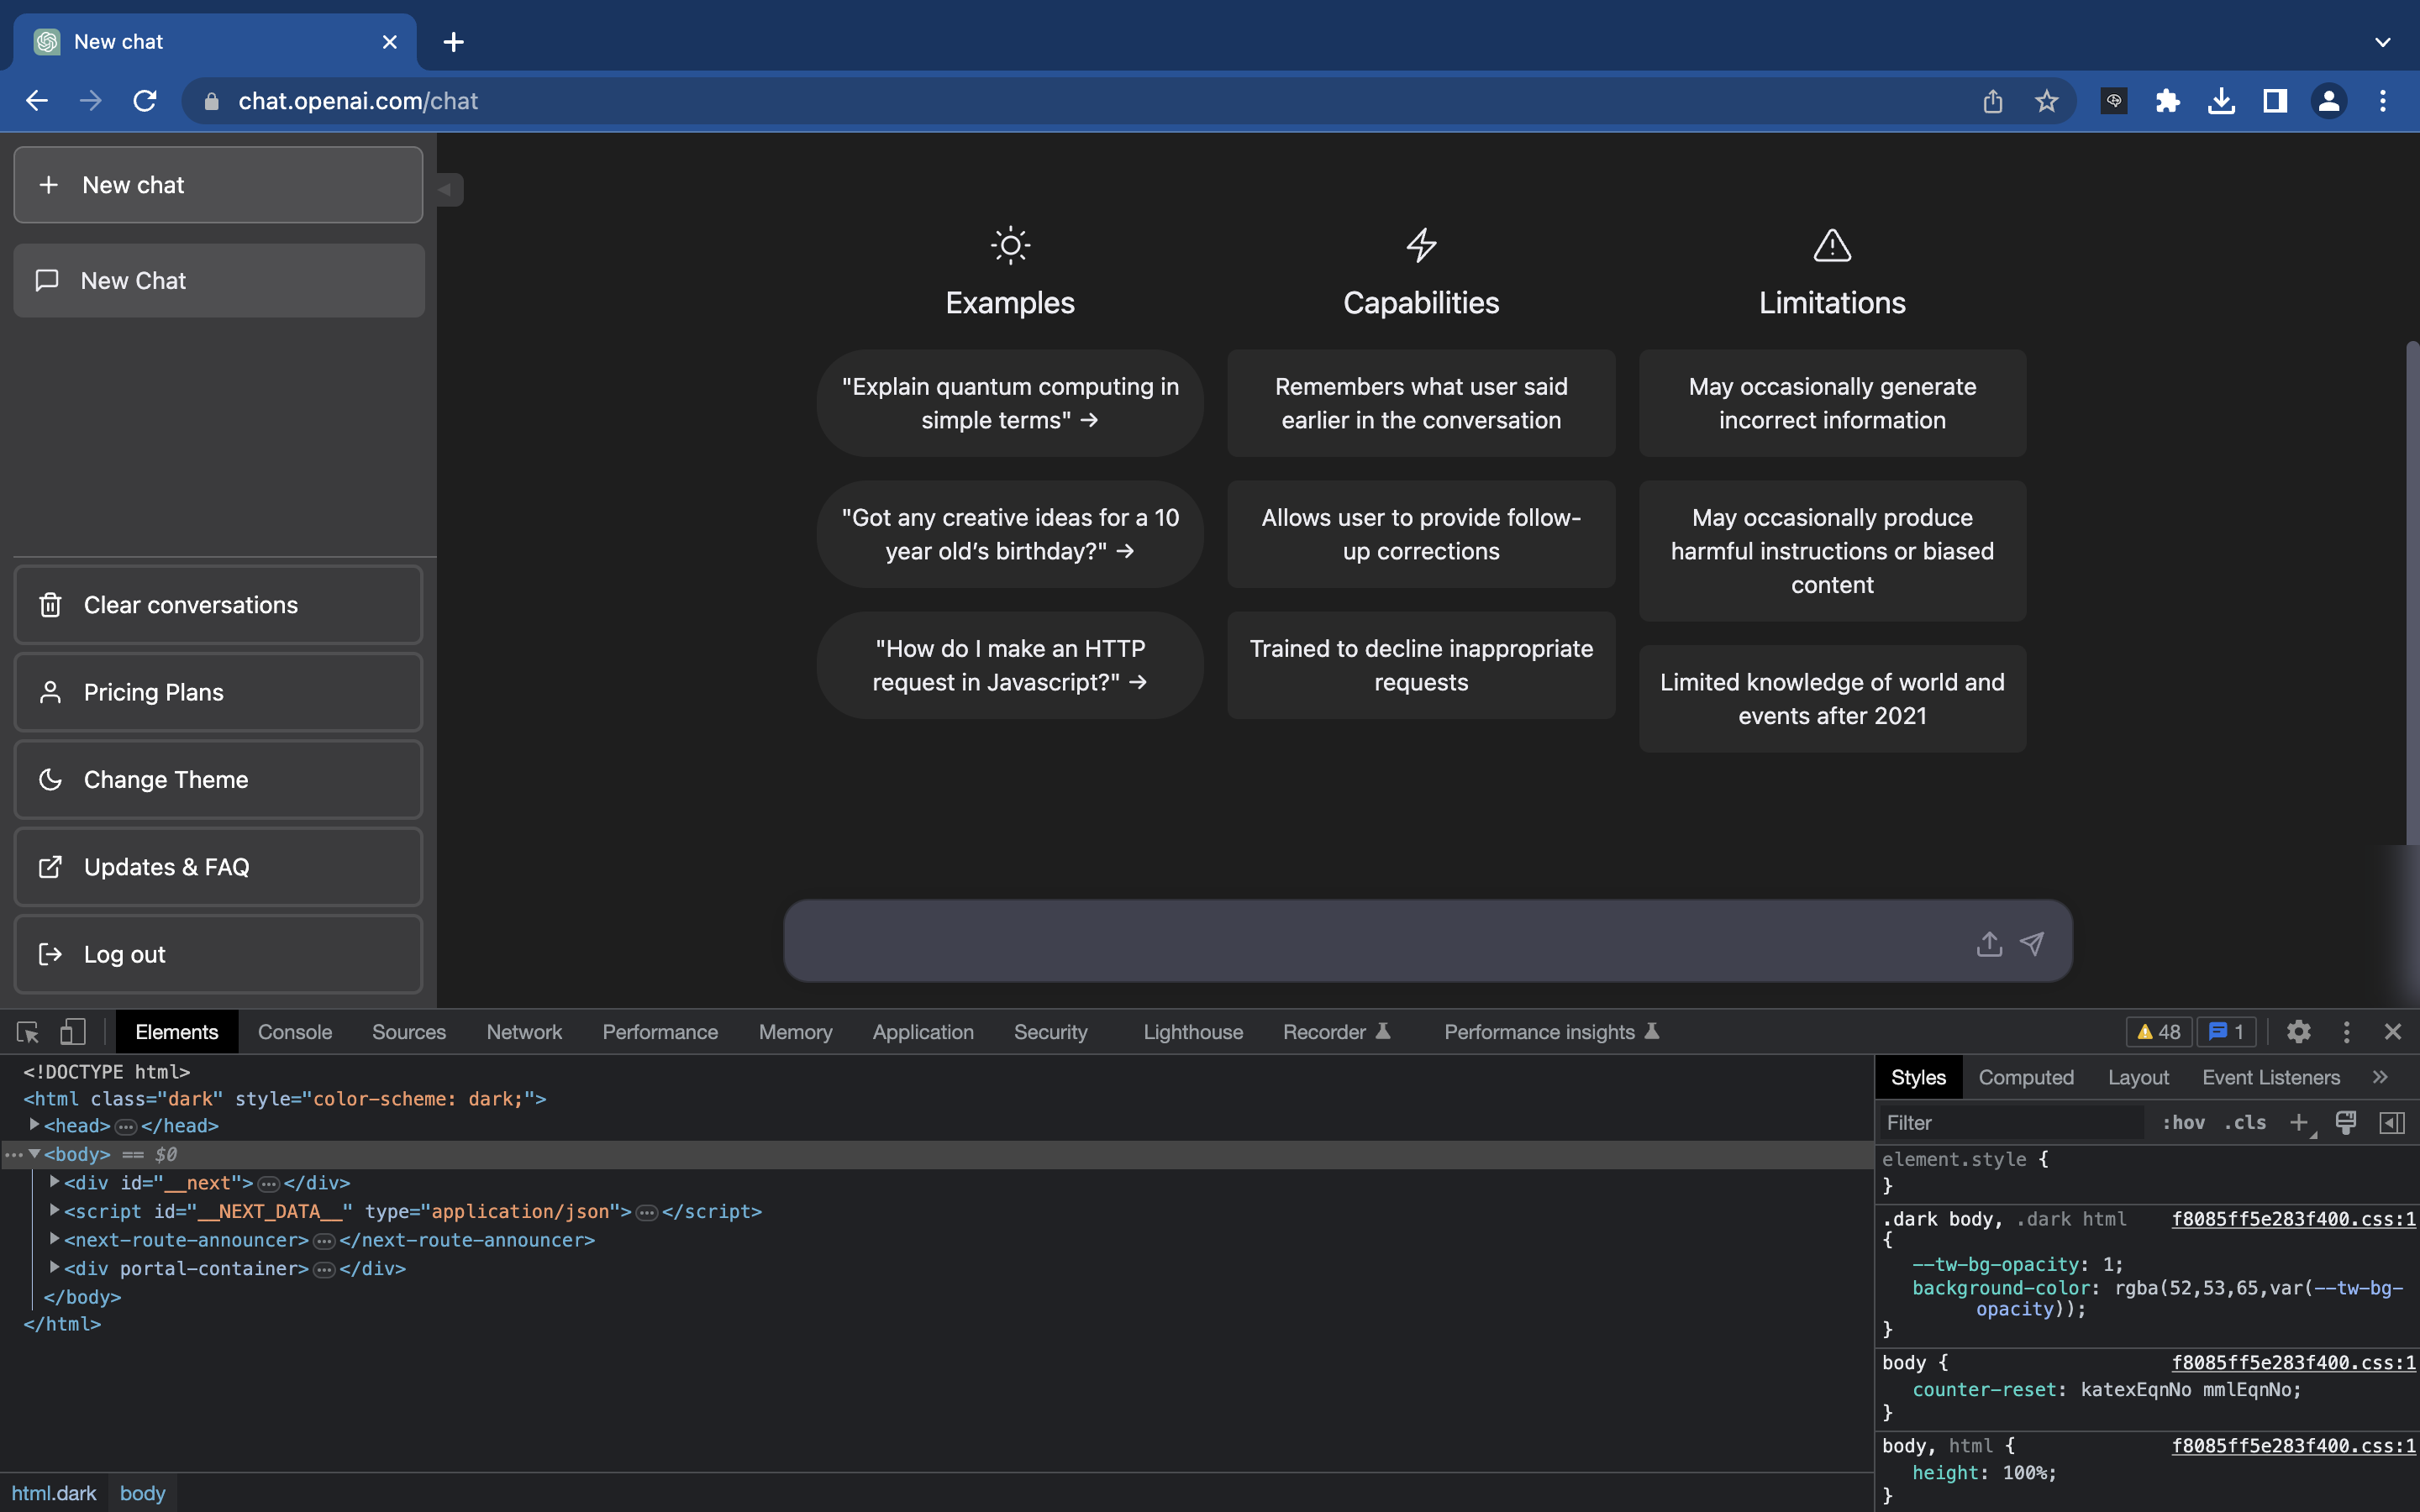 New chat
chat.openai.com/chat
New chat
New Chat
Clear conversations
Pricing Plans
Change Theme
Updates & FAQ
Log out
Examples
"Explain quantum computing in
simple terms" →
"Got any creative ideas for a 10
year old’s birthday?" →
"How do I make an HTTP
request in Javascript?" →
Capabilities
Remembers what user said
earlier in the conversation
Allows user to provide follow-
up corrections
Trained to decline inappropriate
requests
Limitations
May occasionally generate
incorrect information
May occasionally produce
harmful instructions or biased
content
Limited knowledge of world and
events after 2021
Elements Console Sources Network Performance Memory Application Security Lighthouse Recorder Performance insights 48 1
<!DOCTYPE html>
<html class="dark" style="color-scheme: dark;">
<head>…</head>
<body> == $0
<div id="__next">…</div>
<script id="__NEXT_DATA__" type="application/json">…</script>
<next-route-announcer>…</next-route-announcer>
<div portal-container>…</div>
</body>
</html>
html.dark body
Styles Computed Layout Event Listeners »
Filter :hov .cls
element.style {
}
.dark body, .dark html f8085ff5e283f400.css:1
{
--tw-bg-opacity: 1;
background-color: rgba(52,53,65,var(--tw-bg-
opacity));
}
body { f8085ff5e283f400.css:1
counter-reset: katexEqnNo mmlEqnNo;
}
body, html { f8085ff5e283f400.css:1
height: 100%;
}